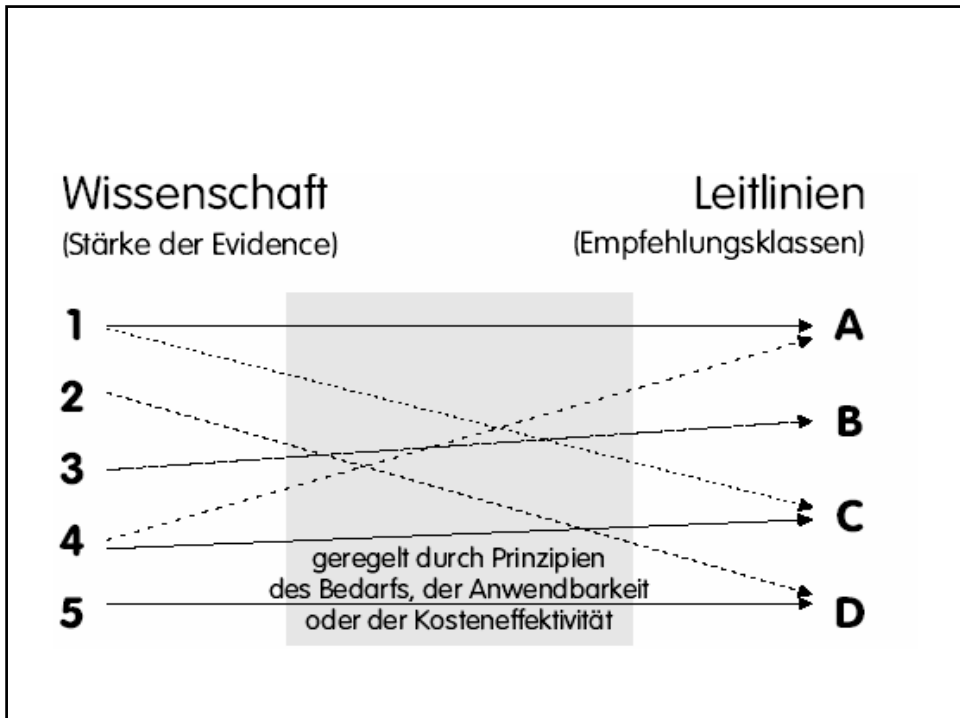 Wissenschaft
(Stärke der Evidence)
Leitlinien
(Empfehlungsklassen)
1
2
3
4
5
A
B
C
D
geregelt durch Prinzipien
des Bedarfs, der Anwendbarkeit
oder der Kosteneffektivität